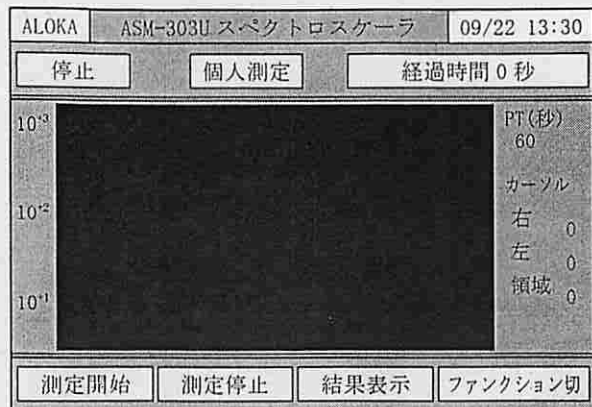 ALOKA ASM-303U スペクトロスケーラ 09/22 13:30
停止 個人測定 経過時間0秒
10⁺³
PT(秒)
60
カーソル
10⁺²
右 0
左 0
領域 0
10⁺¹
測定開始 測定停止 結果表示 ファンクション切